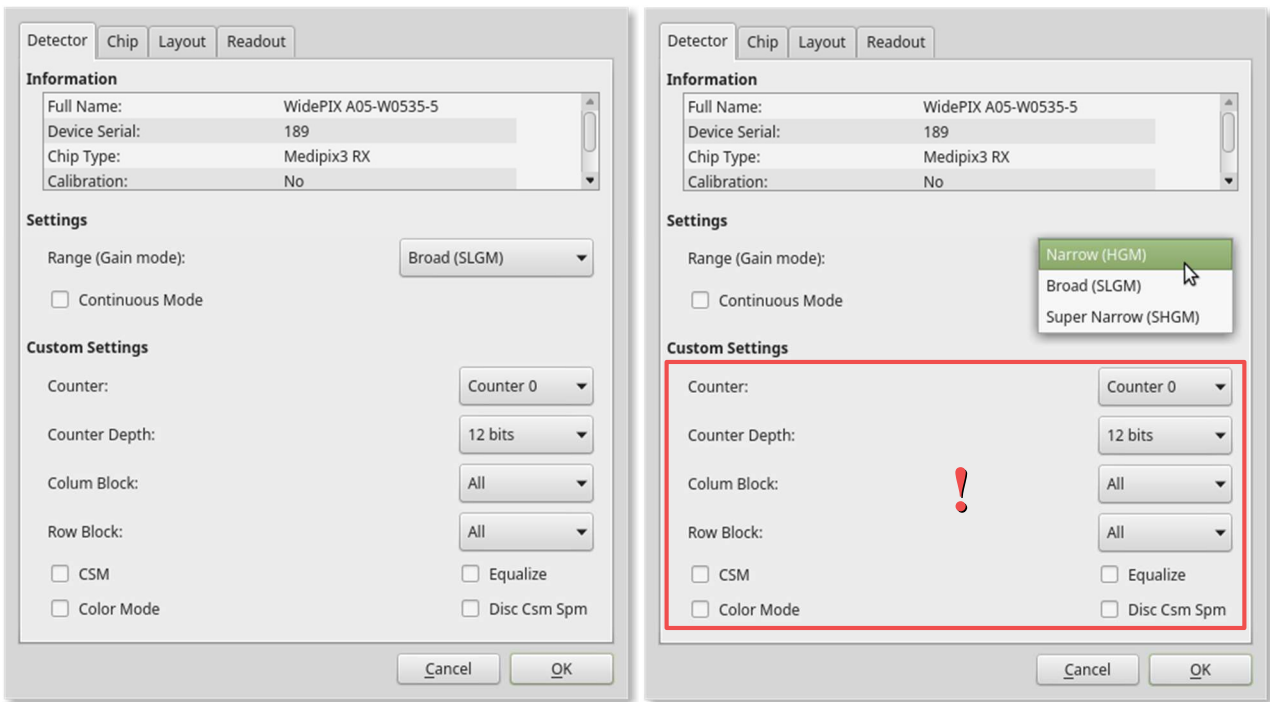 Detector Chip Layout Readout
Information
Full Name: WidePIX A05-W0535-5
Device Serial: 189
Chip Type: Medipix3 RX
Calibration: No
Settings
Range (Gain mode): Broad (SLGM)
Continuous Mode
Custom Settings
Counter: Counter 0
Counter Depth: 12 bits
Colum Block: All
Row Block: All
CSM Equalize
Color Mode Disc Csm Spm
Cancel OK
Detector Chip Layout Readout
Information
Full Name: WidePIX A05-W0535-5
Device Serial: 189
Chip Type: Medipix3 RX
Calibration: No
Settings
Range (Gain mode): Narrow (HGM)
Broad (SLGM)
Continuous Mode
Super Narrow (SHGM)
Custom Settings
Counter: Counter 0
Counter Depth: 12 bits
Colum Block: All
!
Row Block: All
CSM Equalize
Color Mode Disc Csm Spm
Cancel OK